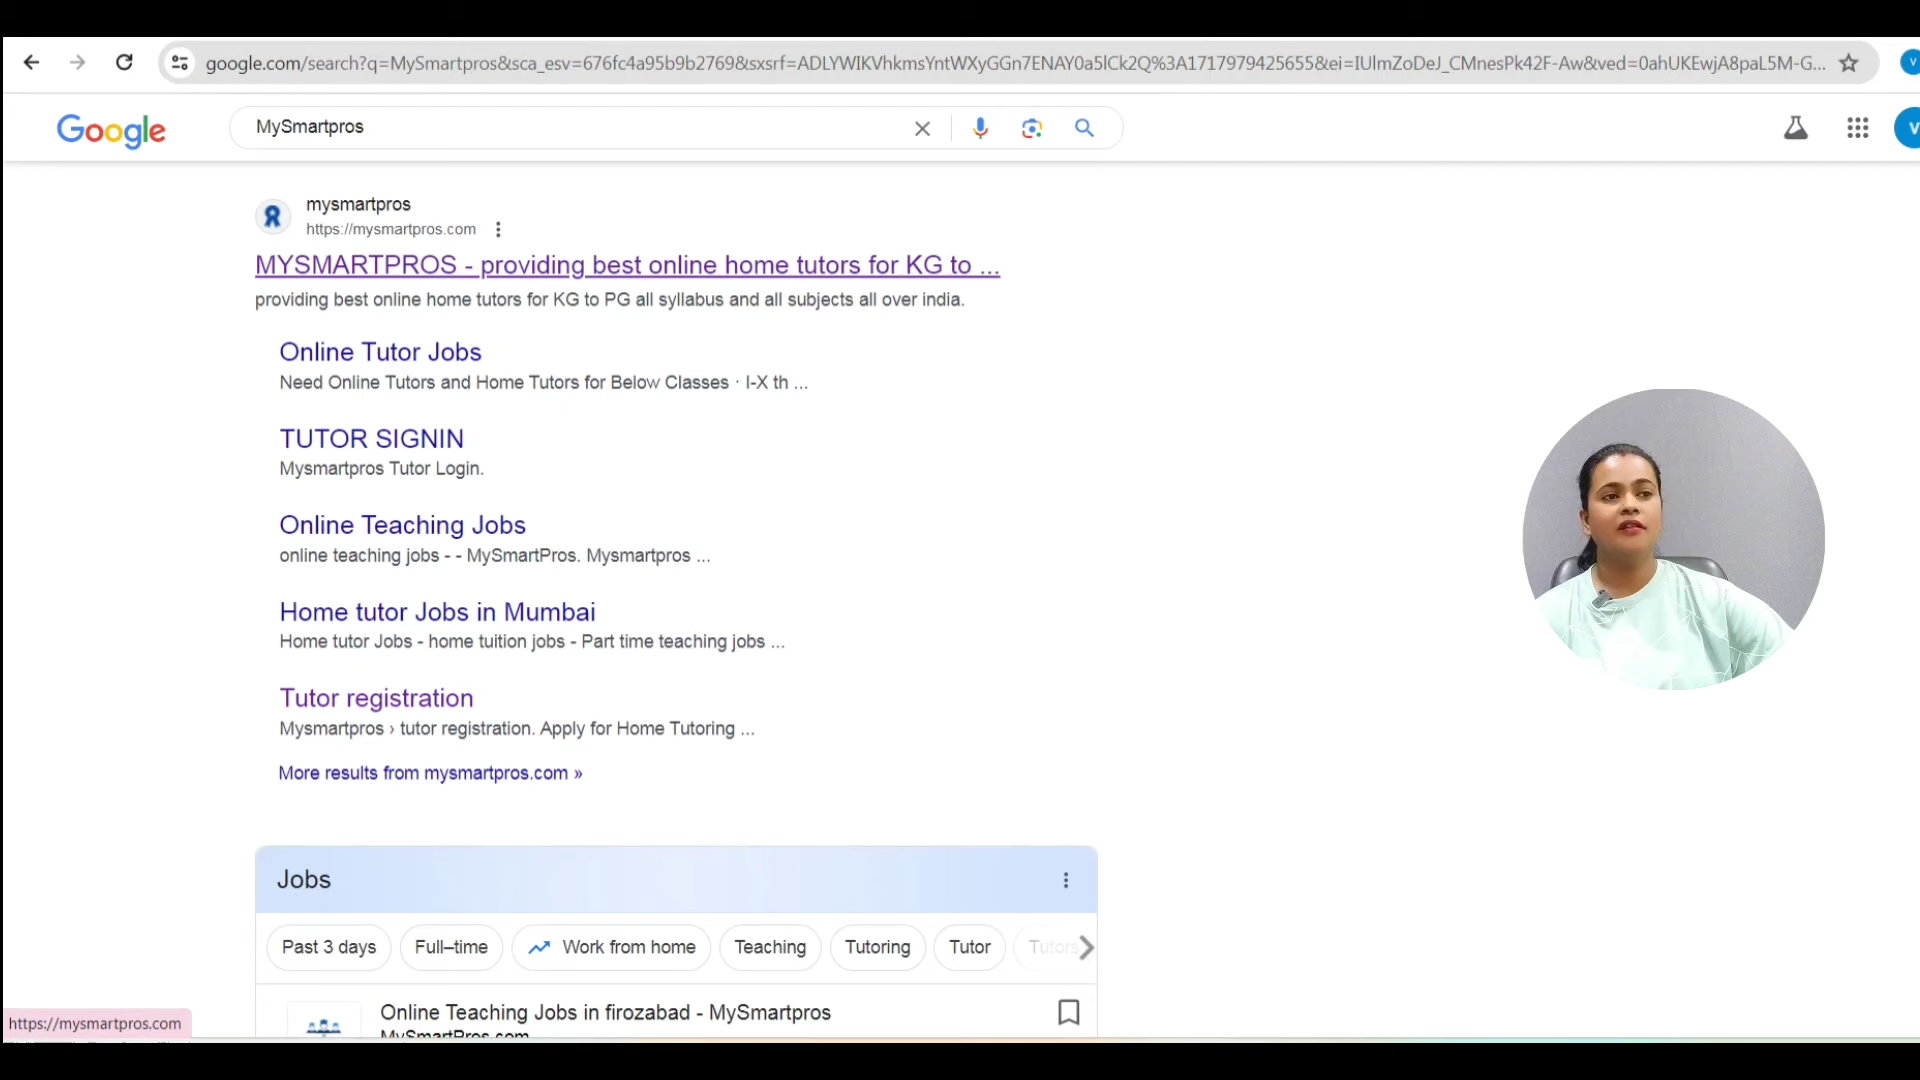 google.com/search?q=MySmartpros&sca_esv=676fc4a95b9b2769&sxsrf=ADLYWIKVhkmsYntWXyGGn7ENAY0a5lCk2Q%3A1717979425655&ei=IUlmZoDeJ_CMnesPk42F-Aw&ved=0ahUKEwjA8paL5M-G...
V
Google
MySmartpros
V
mysmartpros
https://mysmartpros.com
MYSMARTPROS - providing best online home tutors for KG to ...
providing best online home tutors for KG to PG all syllabus and all subjects all over india.
Online Tutor Jobs
Need Online Tutors and Home Tutors for Below Classes · I-X th ...
TUTOR SIGNIN
Mysmartpros Tutor Login.
Online Teaching Jobs
online teaching jobs - - MySmartPros. Mysmartpros ...
Home tutor Jobs in Mumbai
Home tutor Jobs - home tuition jobs - Part time teaching jobs ...
Tutor registration
Mysmartpros › tutor registration. Apply for Home Tutoring ...
More results from mysmartpros.com »
Jobs
Past 3 days Full–time Work from home Teaching Tutoring Tutor Tutors
Online Teaching Jobs in firozabad - MySmartpros
MySmartPros.com
https://mysmartpros.com